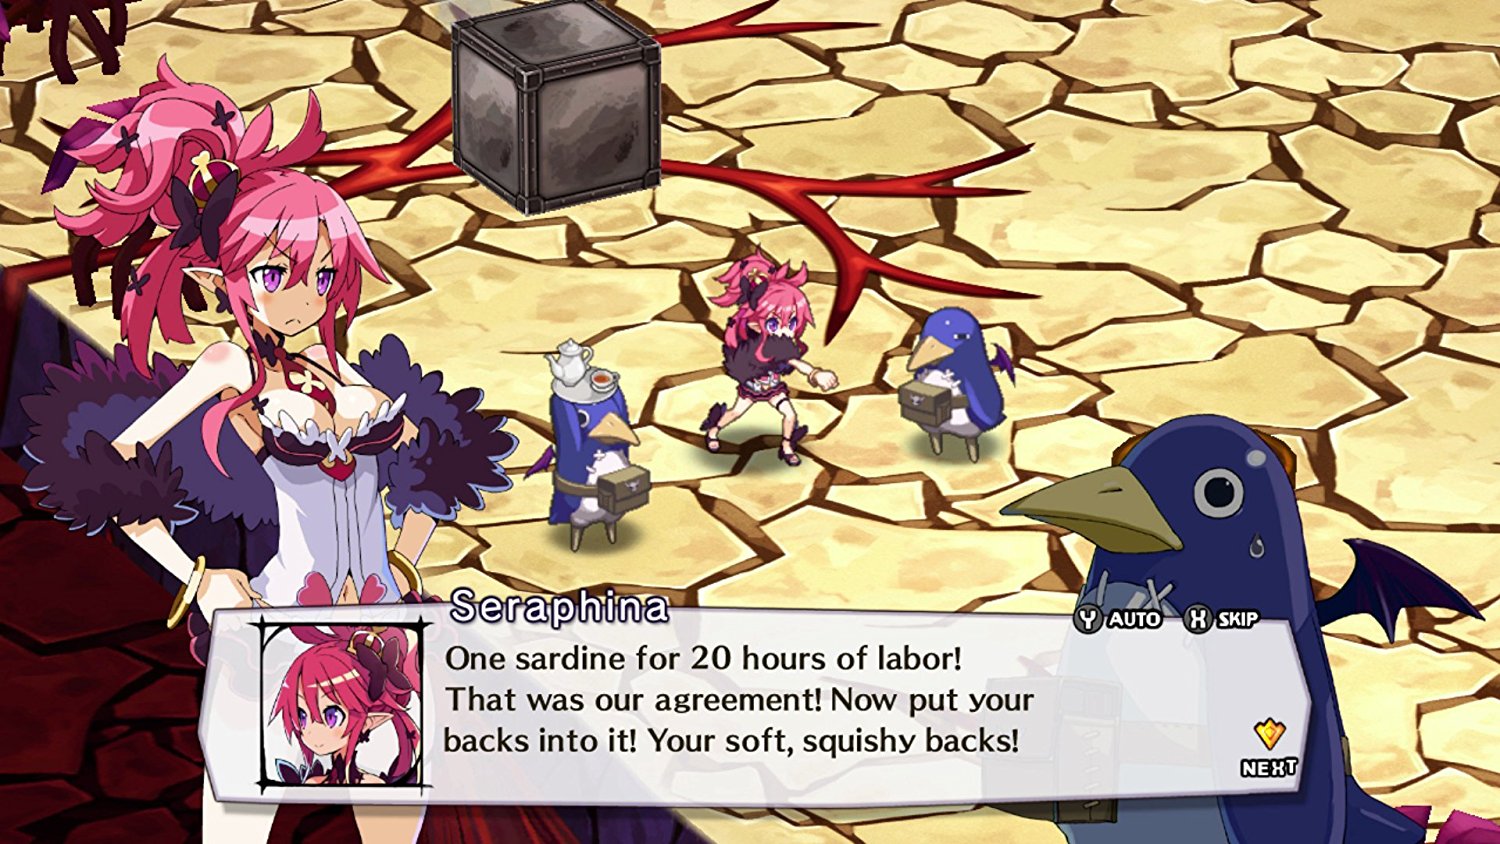 Seraphina
Y AUTO X SKIP
One sardine for 20 hours of labor!
That was our agreement! Now put your
backs into it! Your soft, squishy backs!
NEXT